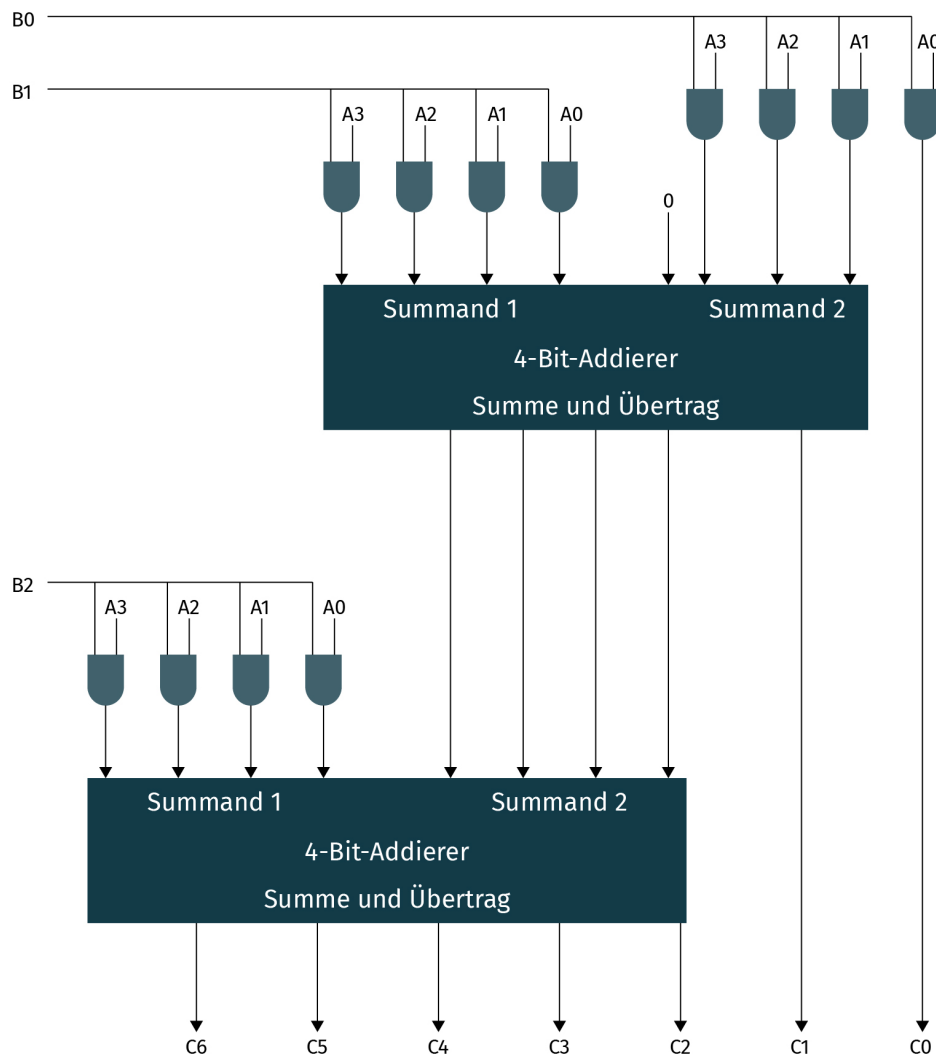 B0
A3 A2 A1 A0
B1
A3 A2 A1 A0
0
Summand 1 Summand 2
4-Bit-Addierer
Summe und Übertrag
B2
A3 A2 A1 A0
Summand 1 Summand 2
4-Bit-Addierer
Summe und Übertrag
C6 C5 C4 C3 C2 C1 C0